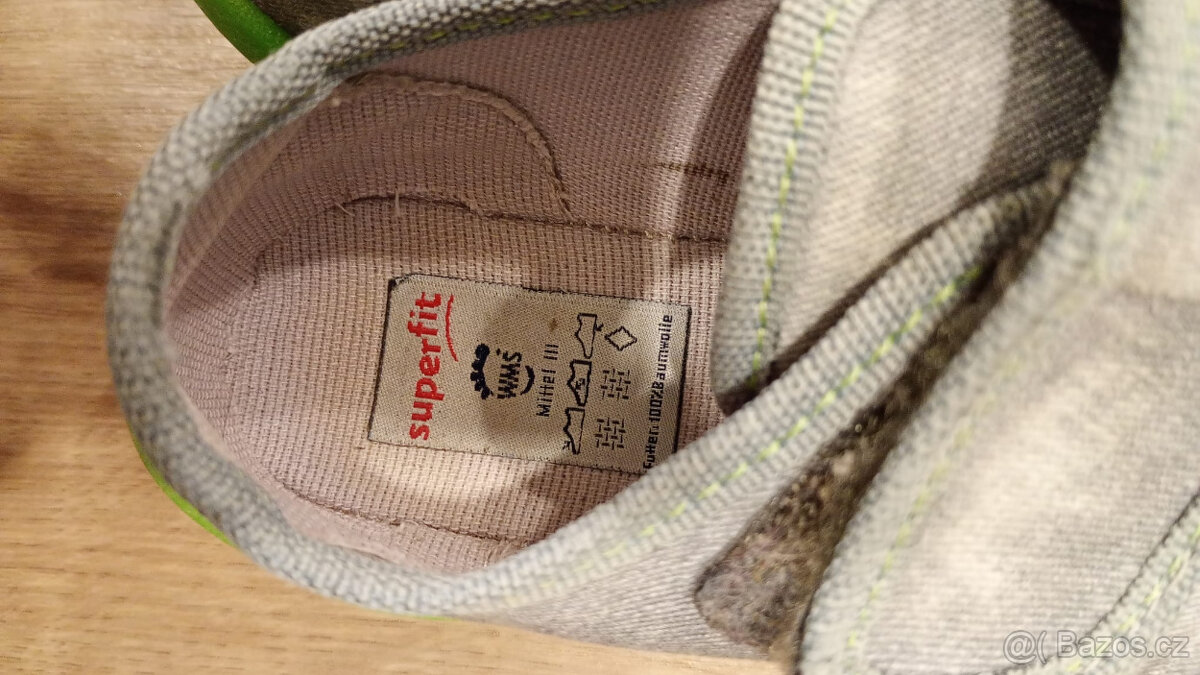 superfit
WMS
Mittel III
Futter: 100%Baumwolle
@( Bazos.cz